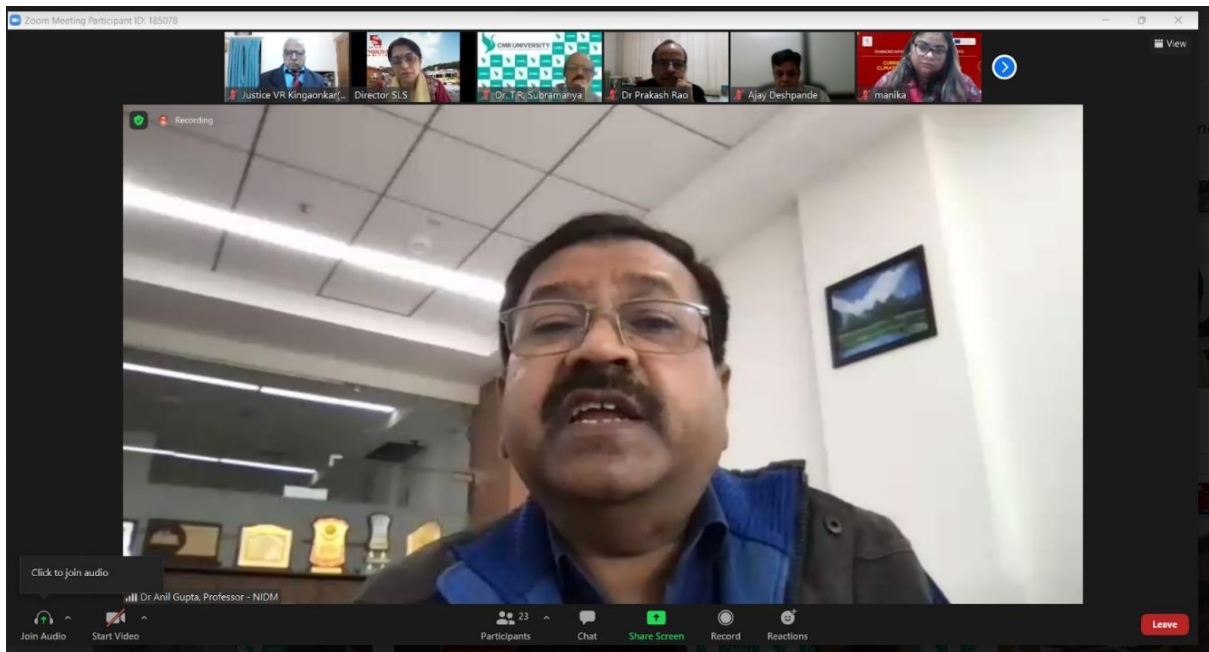 Zoom Meeting Participant ID: 185078
View
CMR UNIVERSITY
Justice VR Kingaonkar(...
Director SLS
Dr. T.R. Subramanya
Dr Prakash Rao
Ajay Deshpande
manika
Recording
Click to join audio
Dr Anil Gupta, Professor - NIDM
Join Audio
Start Video
23
Participants
Chat
Share Screen
Record
Reactions
Leave